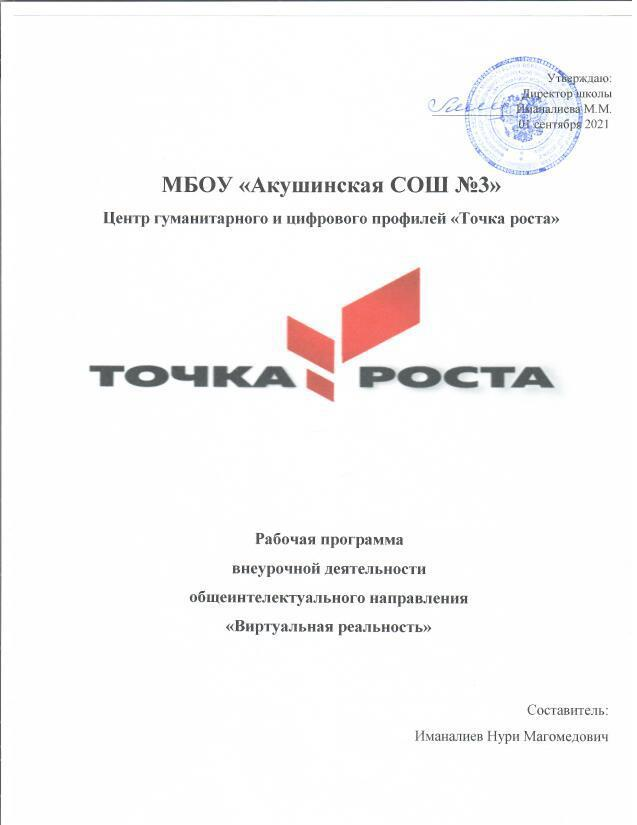 Утверждаю:
Директор школы
Иманалиева М.М.
01 сентября 2021
МБОУ «Акушинская СОШ №3»
Центр гуманитарного и цифрового профилей «Точка роста»
ТОЧКА РОСТА
Рабочая программа
внеурочной деятельности
общеинтелектуального направления
«Виртуальная реальность»
Составитель:
Иманалиев Нури Магомедович